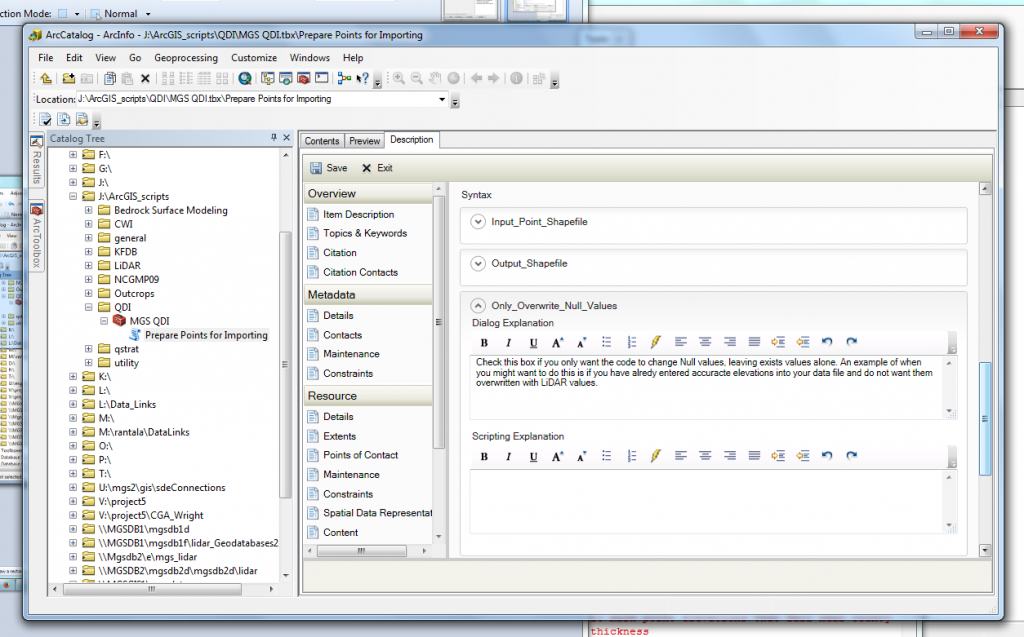 ction Mode:
Normal
ArcCatalog - ArcInfo - J:\ArcGIS_scripts\QDI\MGS QDI.tbx\Prepare Points for Importing
File Edit View Go Geoprocessing Customize Windows Help
Location: J:\ArcGIS_scripts\QDI\MGS QDI.tbx\Prepare Points for Importing
Results
ArcToolbox
Catalog Tree
F:\
G:\
J:\
J:\ArcGIS_scripts
Bedrock Surface Modeling
CWI
general
KFDB
LiDAR
NCGMP09
Outcrops
QDI
MGS QDI
Prepare Points for Importing
qstrat
utility
K:\
L:\
L:\Data_Links
M:\
M:\rantala\DataLinks
O:\
P:\
T:\
U:\mgs2\gis\sdeConnections
V:\project5
V:\project5\CGA_Wright
\\MGSDB1\mgsdb1d
\\MGSDB1\mgsdb1f\lidar_Geodatabases2
\\Mgsdb2\e\mgs_lidar
\\MGSDB2\mgsdb2d\mgsdb2d\lidar
Contents Preview Description
Save Exit
Overview
Item Description
Topics & Keywords
Citation
Citation Contacts
Metadata
Details
Contacts
Maintenance
Constraints
Resource
Details
Extents
Points of Contact
Maintenance
Constraints
Spatial Data Representat
Content
Syntax
Input_Point_Shapefile
Output_Shapefile
Only_Overwrite_Null_Values
Dialog Explanation
B I U A A
Check this box if you only want the code to change Null values, leaving exists values alone. An example of when
you might want to do this is if you have alredy entered accuracte elevations into your data file and do not want them
overwritten with LiDAR values.
Scripting Explanation
B I U A A
thickness